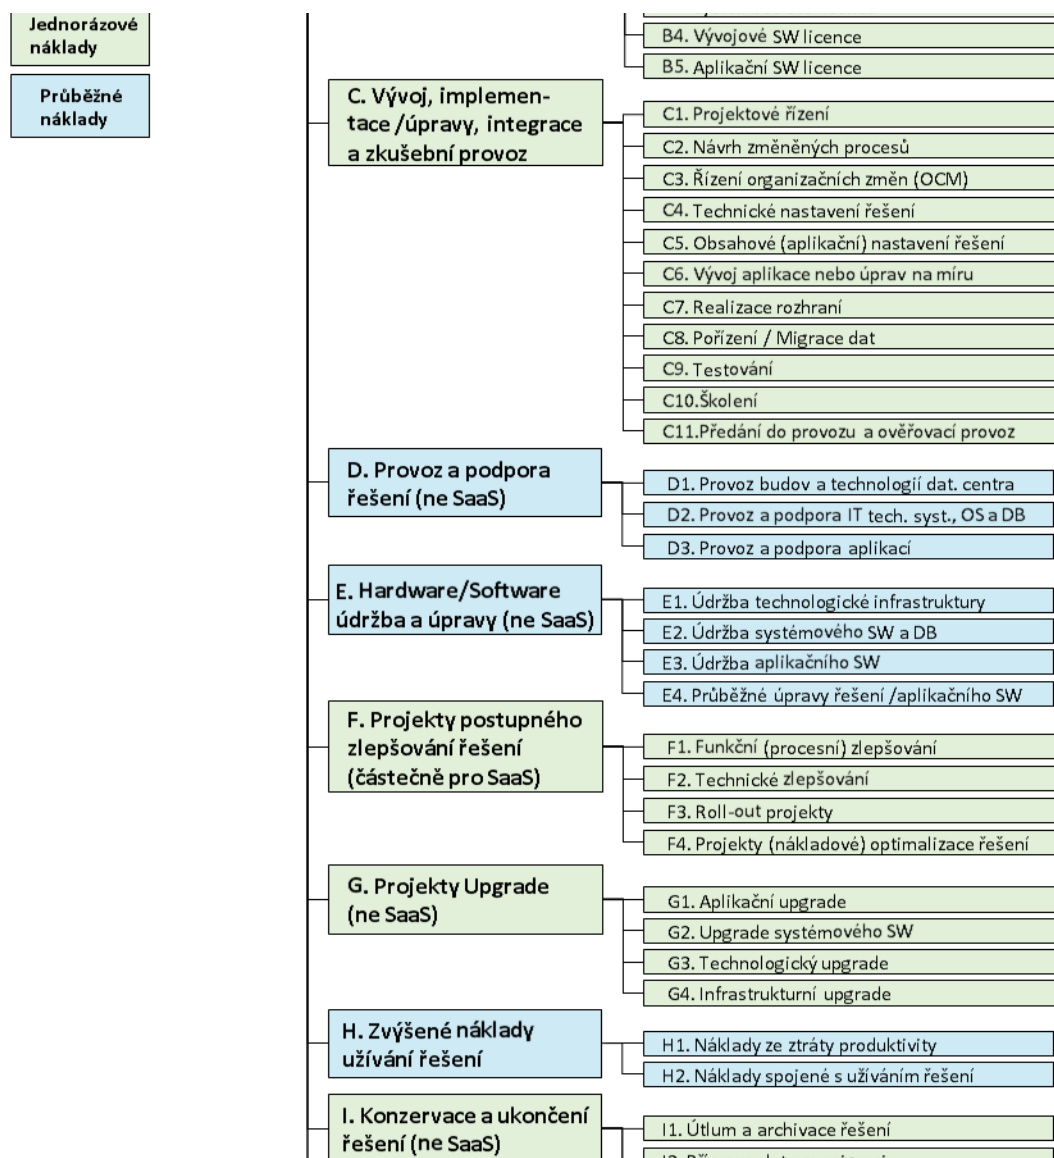 Jednorázové
náklady
Průběžné
náklady
B4. Vývojové SW licence
B5. Aplikační SW licence
C. Vývoj, implemen-
tace /úpravy, integrace
a zkušební provoz
C1. Projektové řízení
C2. Návrh změněných procesů
C3. Řízení organizačních změn (OCM)
C4. Technické nastavení řešení
C5. Obsahové (aplikační) nastavení řešení
C6. Vývoj aplikace nebo úprav na míru
C7. Realizace rozhraní
C8. Pořízení / Migrace dat
C9. Testování
C10.Školení
C11.Předání do provozu a ověřovací provoz
D. Provoz a podpora
řešení (ne SaaS)
D1. Provoz budov a technologií dat. centra
D2. Provoz a podpora IT tech. syst., OS a DB
D3. Provoz a podpora aplikací
E. Hardware/Software
údržba a úpravy (ne SaaS)
E1. Údržba technologické infrastruktury
E2. Údržba systémového SW a DB
E3. Údržba aplikačního SW
E4. Průběžné úpravy řešení /aplikačního SW
F. Projekty postupného
zlepšování řešení
(částečně pro SaaS)
F1. Funkční (procesní) zlepšování
F2. Technické zlepšování
F3. Roll-out projekty
F4. Projekty (nákladové) optimalizace řešení
G. Projekty Upgrade
(ne SaaS)
G1. Aplikační upgrade
G2. Upgrade systémového SW
G3. Technologický upgrade
G4. Infrastrukturní upgrade
H. Zvýšené náklady
užívání řešení
H1. Náklady ze ztráty produktivity
H2. Náklady spojené s užíváním řešení
I. Konzervace a ukončení
řešení (ne SaaS)
I1. Útlum a archivace řešení